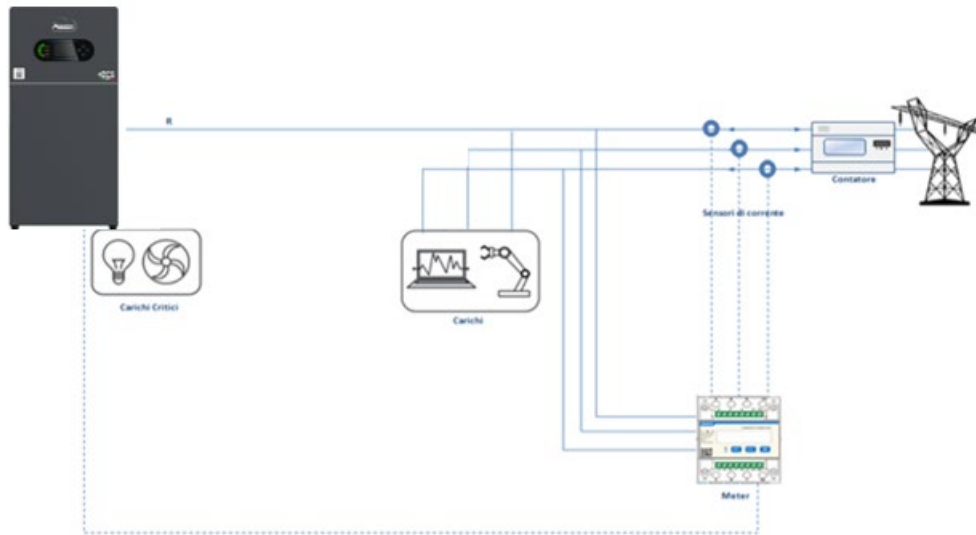 R
Contatore
Sensori di corrente
Carichi Critici
Carichi
Meter